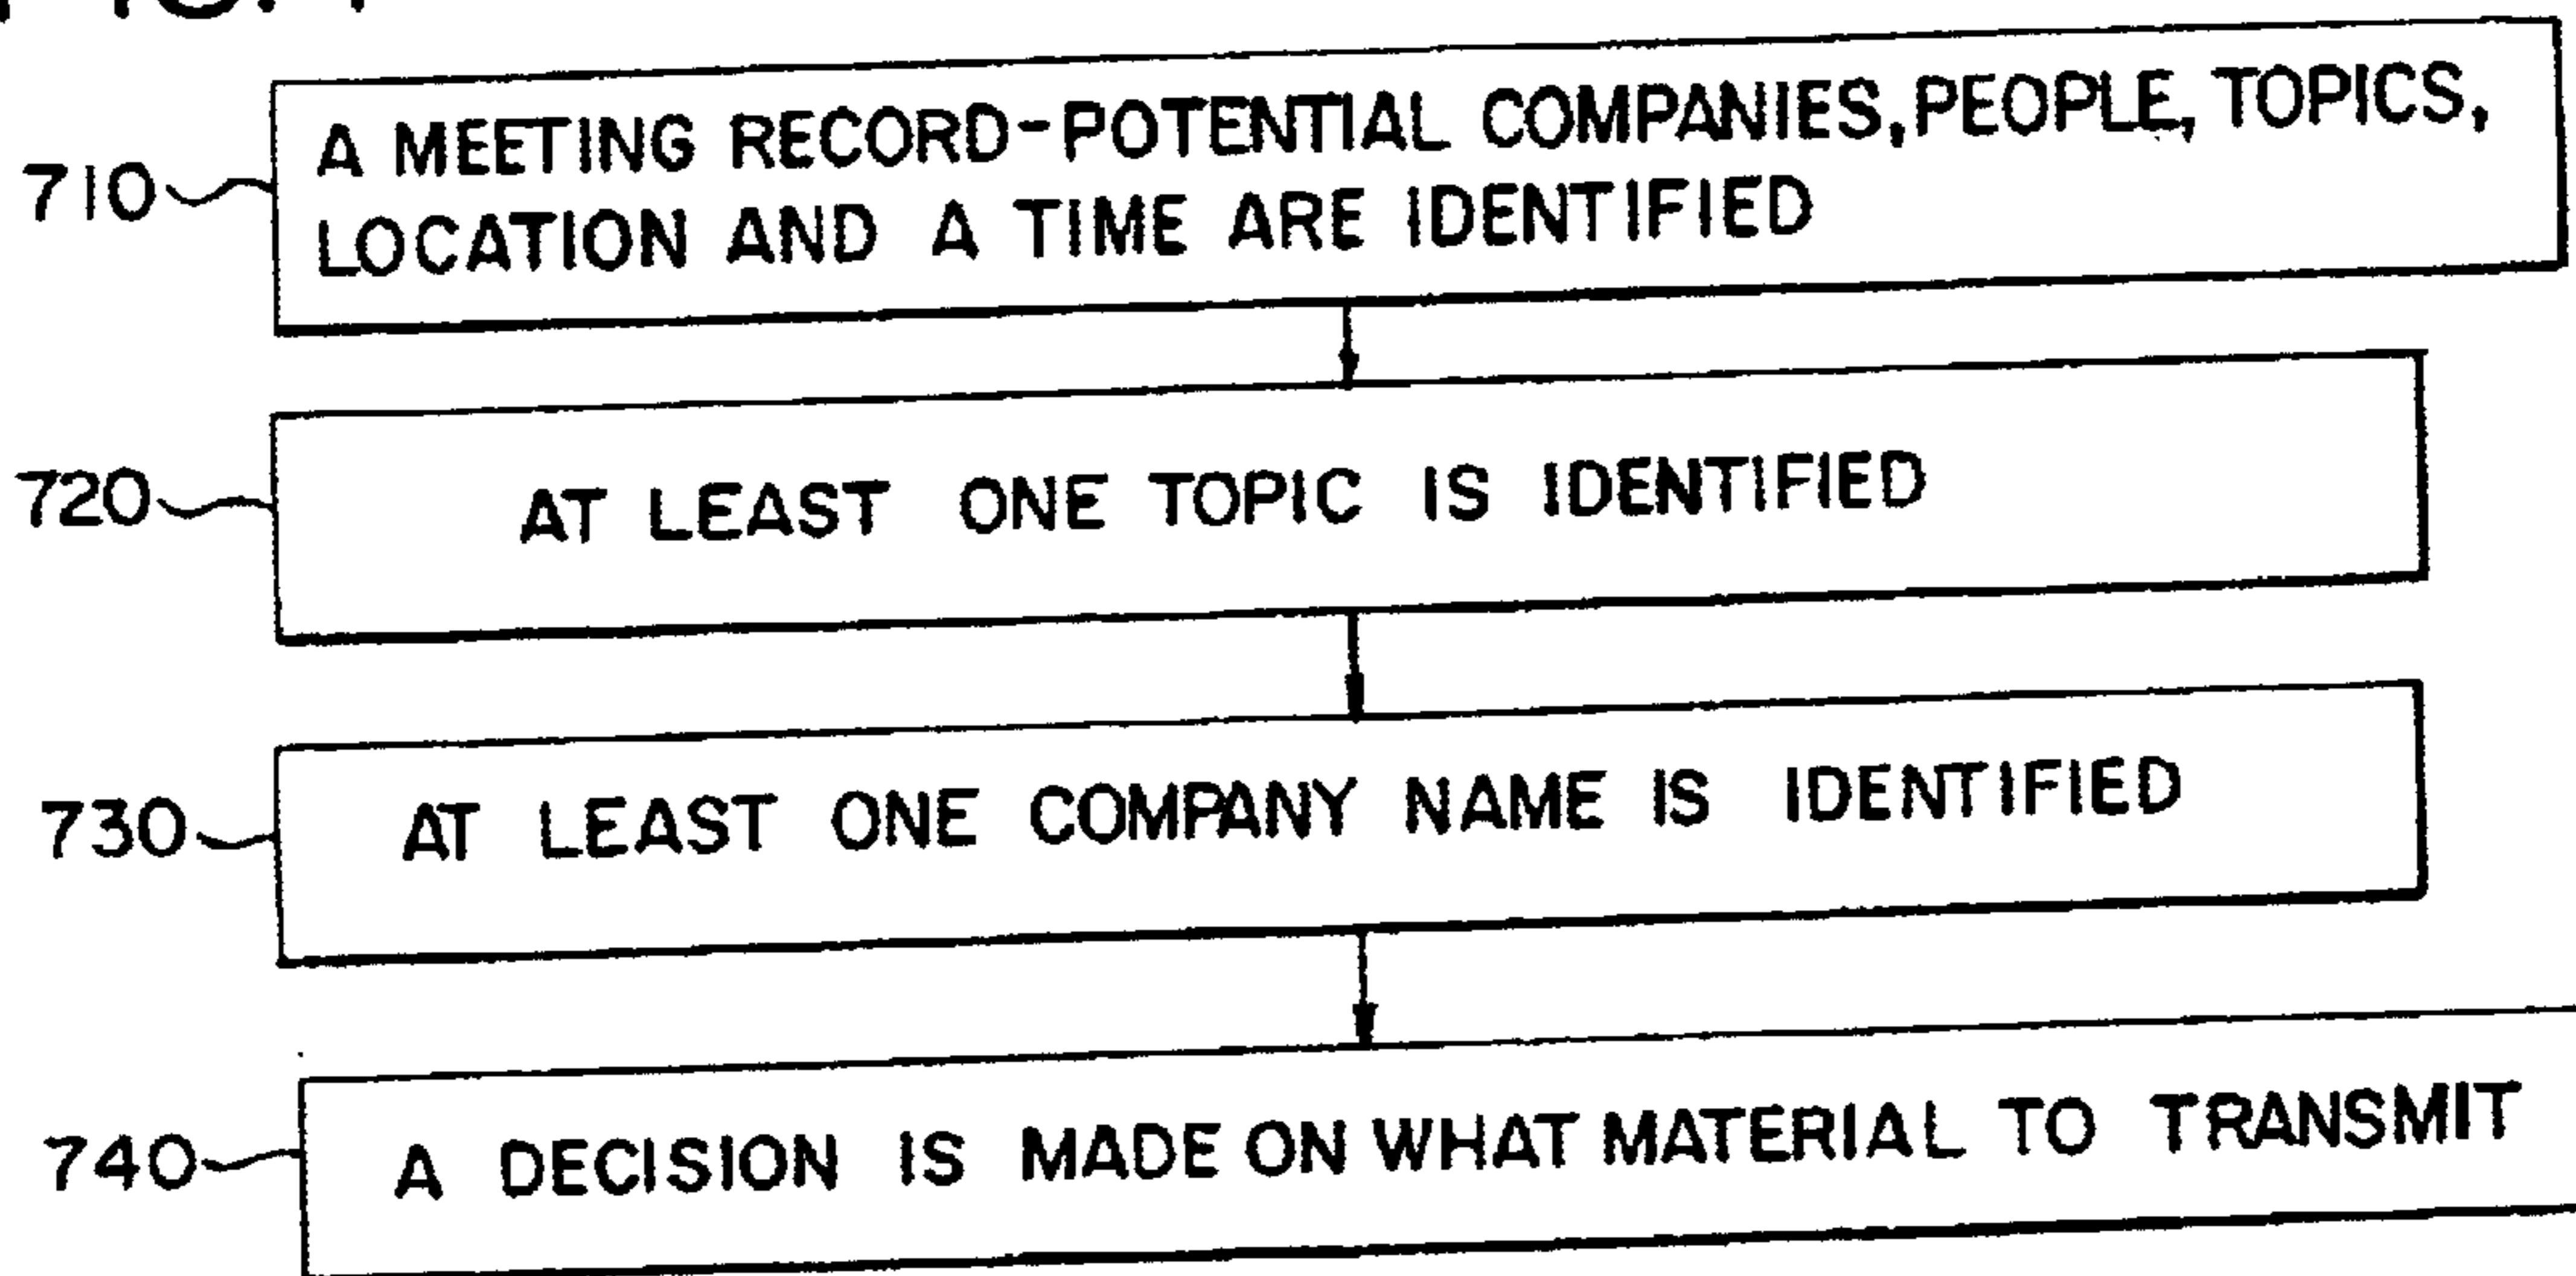 710
A MEETING RECORD-POTENTIAL COMPANIES, PEOPLE, TOPICS,
LOCATION AND A TIME ARE IDENTIFIED
720
AT LEAST ONE TOPIC IS IDENTIFIED
730
AT LEAST ONE COMPANY NAME IS IDENTIFIED
740
A DECISION IS MADE ON WHAT MATERIAL TO TRANSMIT